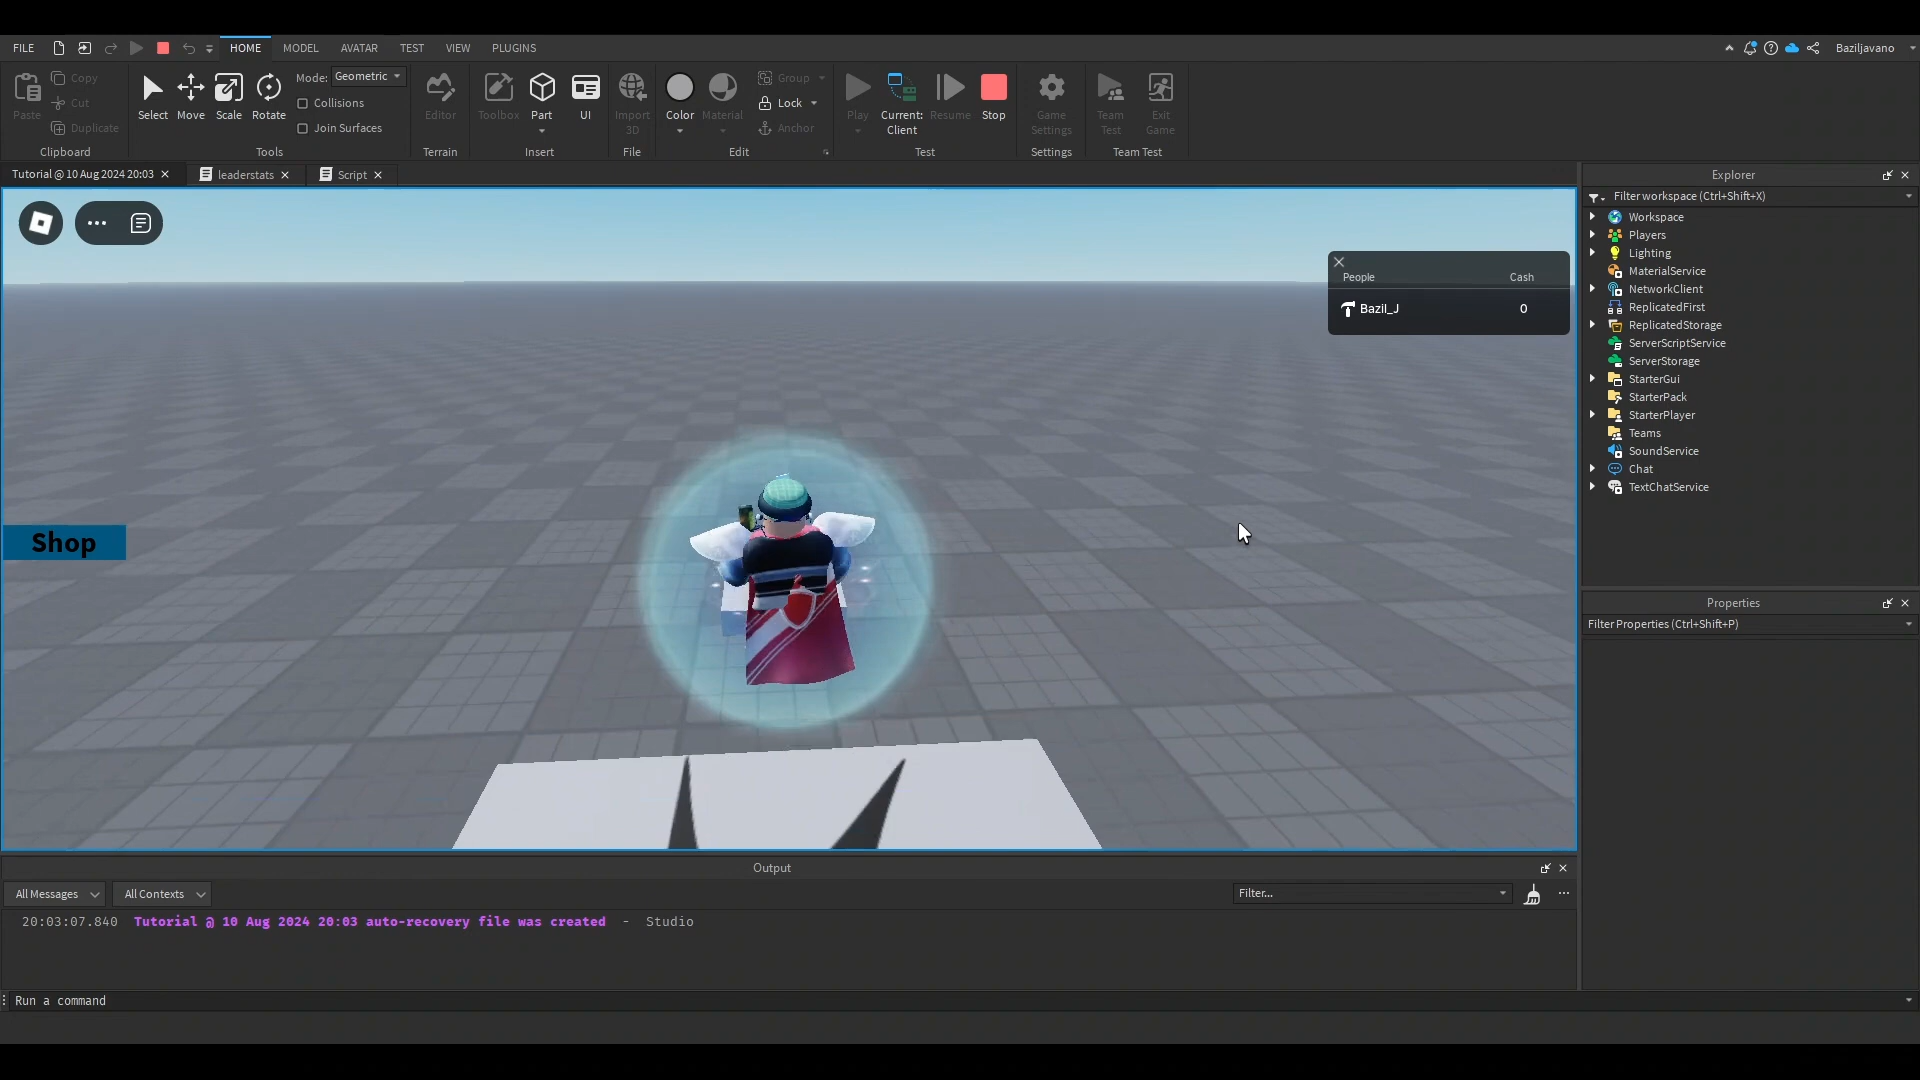 FILE HOME MODEL AVATAR TEST VIEW PLUGINS Baziljavano
Paste Copy Cut Duplicate
Clipboard
Select Move Scale Rotate
Mode: Geometric
Collisions
Join Surfaces
Tools
Editor
Terrain
Toolbox Part UI
Insert
Import
3D
File
Color Material
Group
Lock
Anchor
Edit
Play Current: Resume Stop
Client
Test
Game
Settings
Settings
Team Exit
Test Game
Team Test
Tutorial @ 10 Aug 2024 20:03 leaderstats Script
People Cash
Bazil_J 0
Shop
Explorer
Filter workspace (Ctrl+Shift+X)
Workspace
Players
Lighting
MaterialService
NetworkClient
ReplicatedFirst
ReplicatedStorage
ServerScriptService
ServerStorage
StarterGui
StarterPack
StarterPlayer
Teams
SoundService
Chat
TextChatService
Properties
Filter Properties (Ctrl+Shift+P)
Output
All Messages All Contexts Filter...
20:03:07.840 Tutorial @ 10 Aug 2024 20:03 auto-recovery file was created - Studio
Run a command